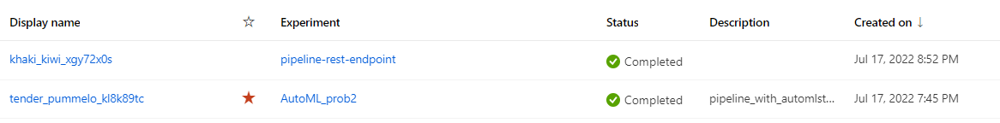 Display name ☆ Experiment Status Description Created on ↓
khaki_kiwi_xgy72x0s pipeline-rest-endpoint Completed Jul 17, 2022 8:52 PM
tender_pummelo_kl8k89tc ★ AutoML_prob2 Completed pipeline_with_automlst... Jul 17, 2022 7:45 PM